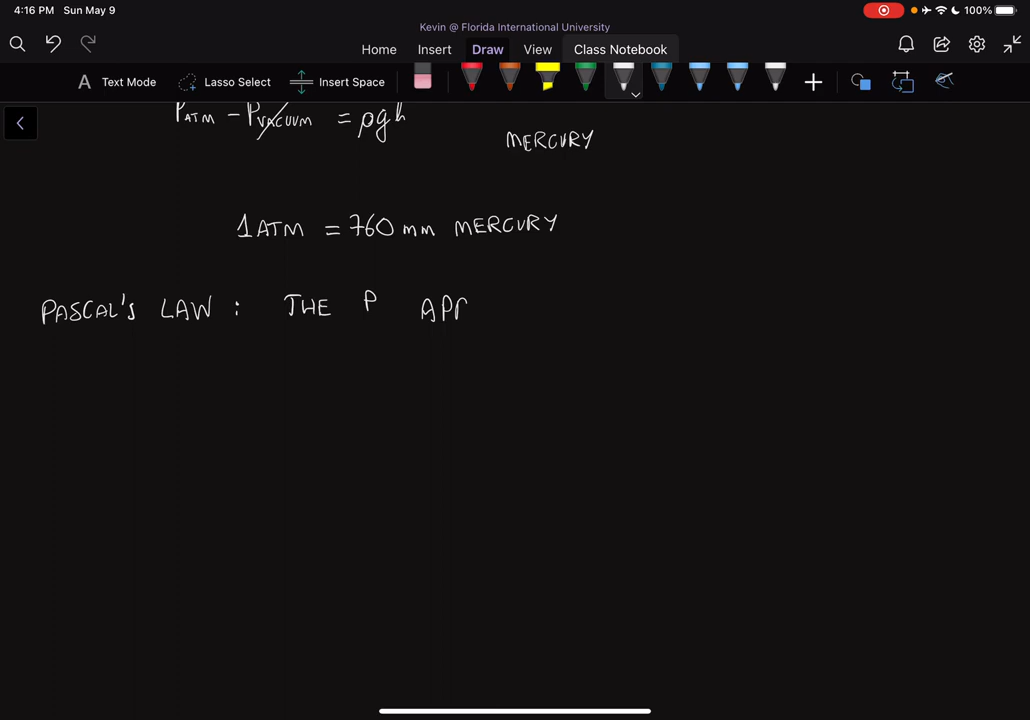 4:16 PM Sun May 9 100%
Kevin @ Florida International University
Home Insert Draw View Class Notebook
A Text Mode Lasso Select Insert Space
PATM - PVACUUM = ρgh
MERCURY
1 ATM = 760 mm MERCURY
PASCAL's LAW : THE P APP